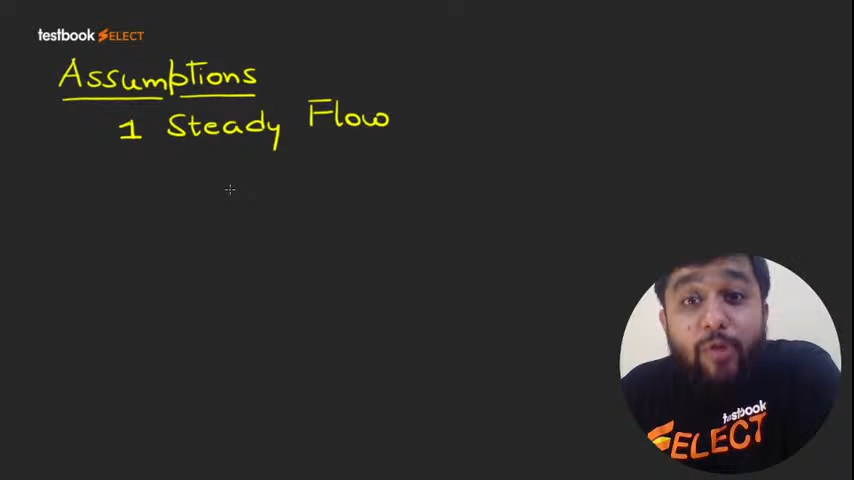 testbook SELECT
Assumptions
1 Steady Flow
testbook
SELECT